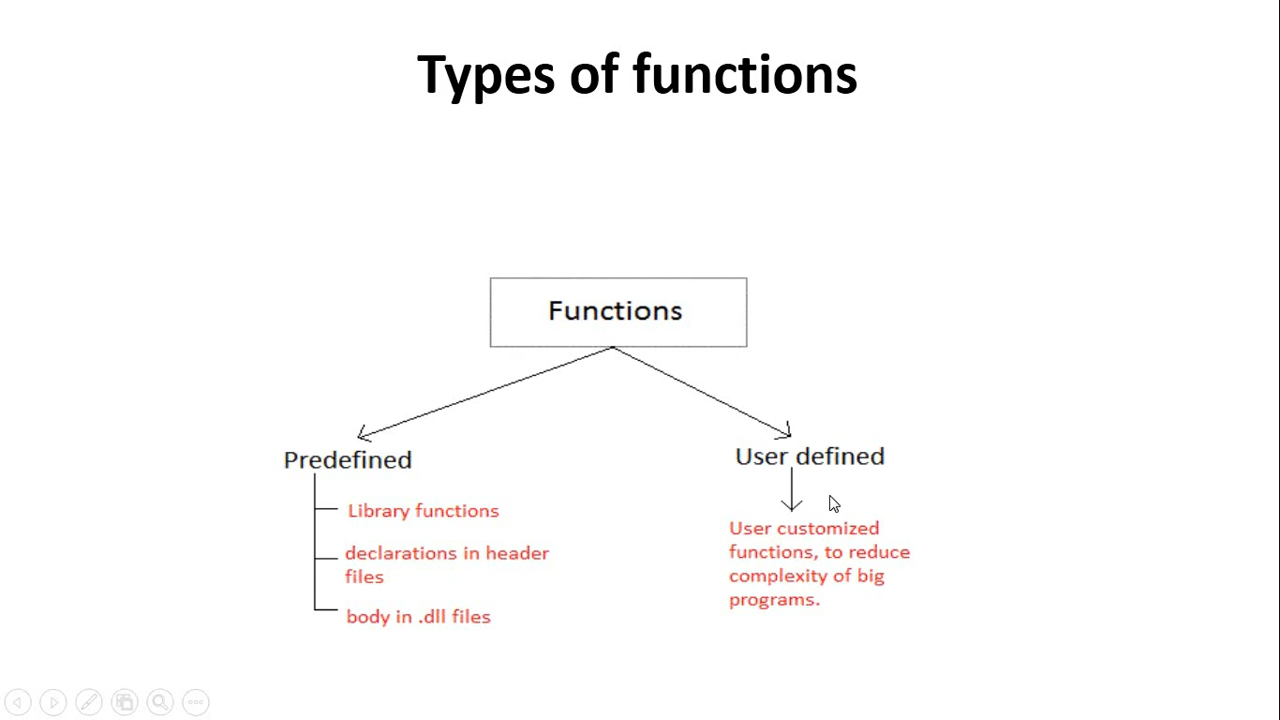 Types of functions
Functions
Predefined
Library functions
declarations in header
files
body in .dll files
User defined
User customized
functions, to reduce
complexity of big
programs.